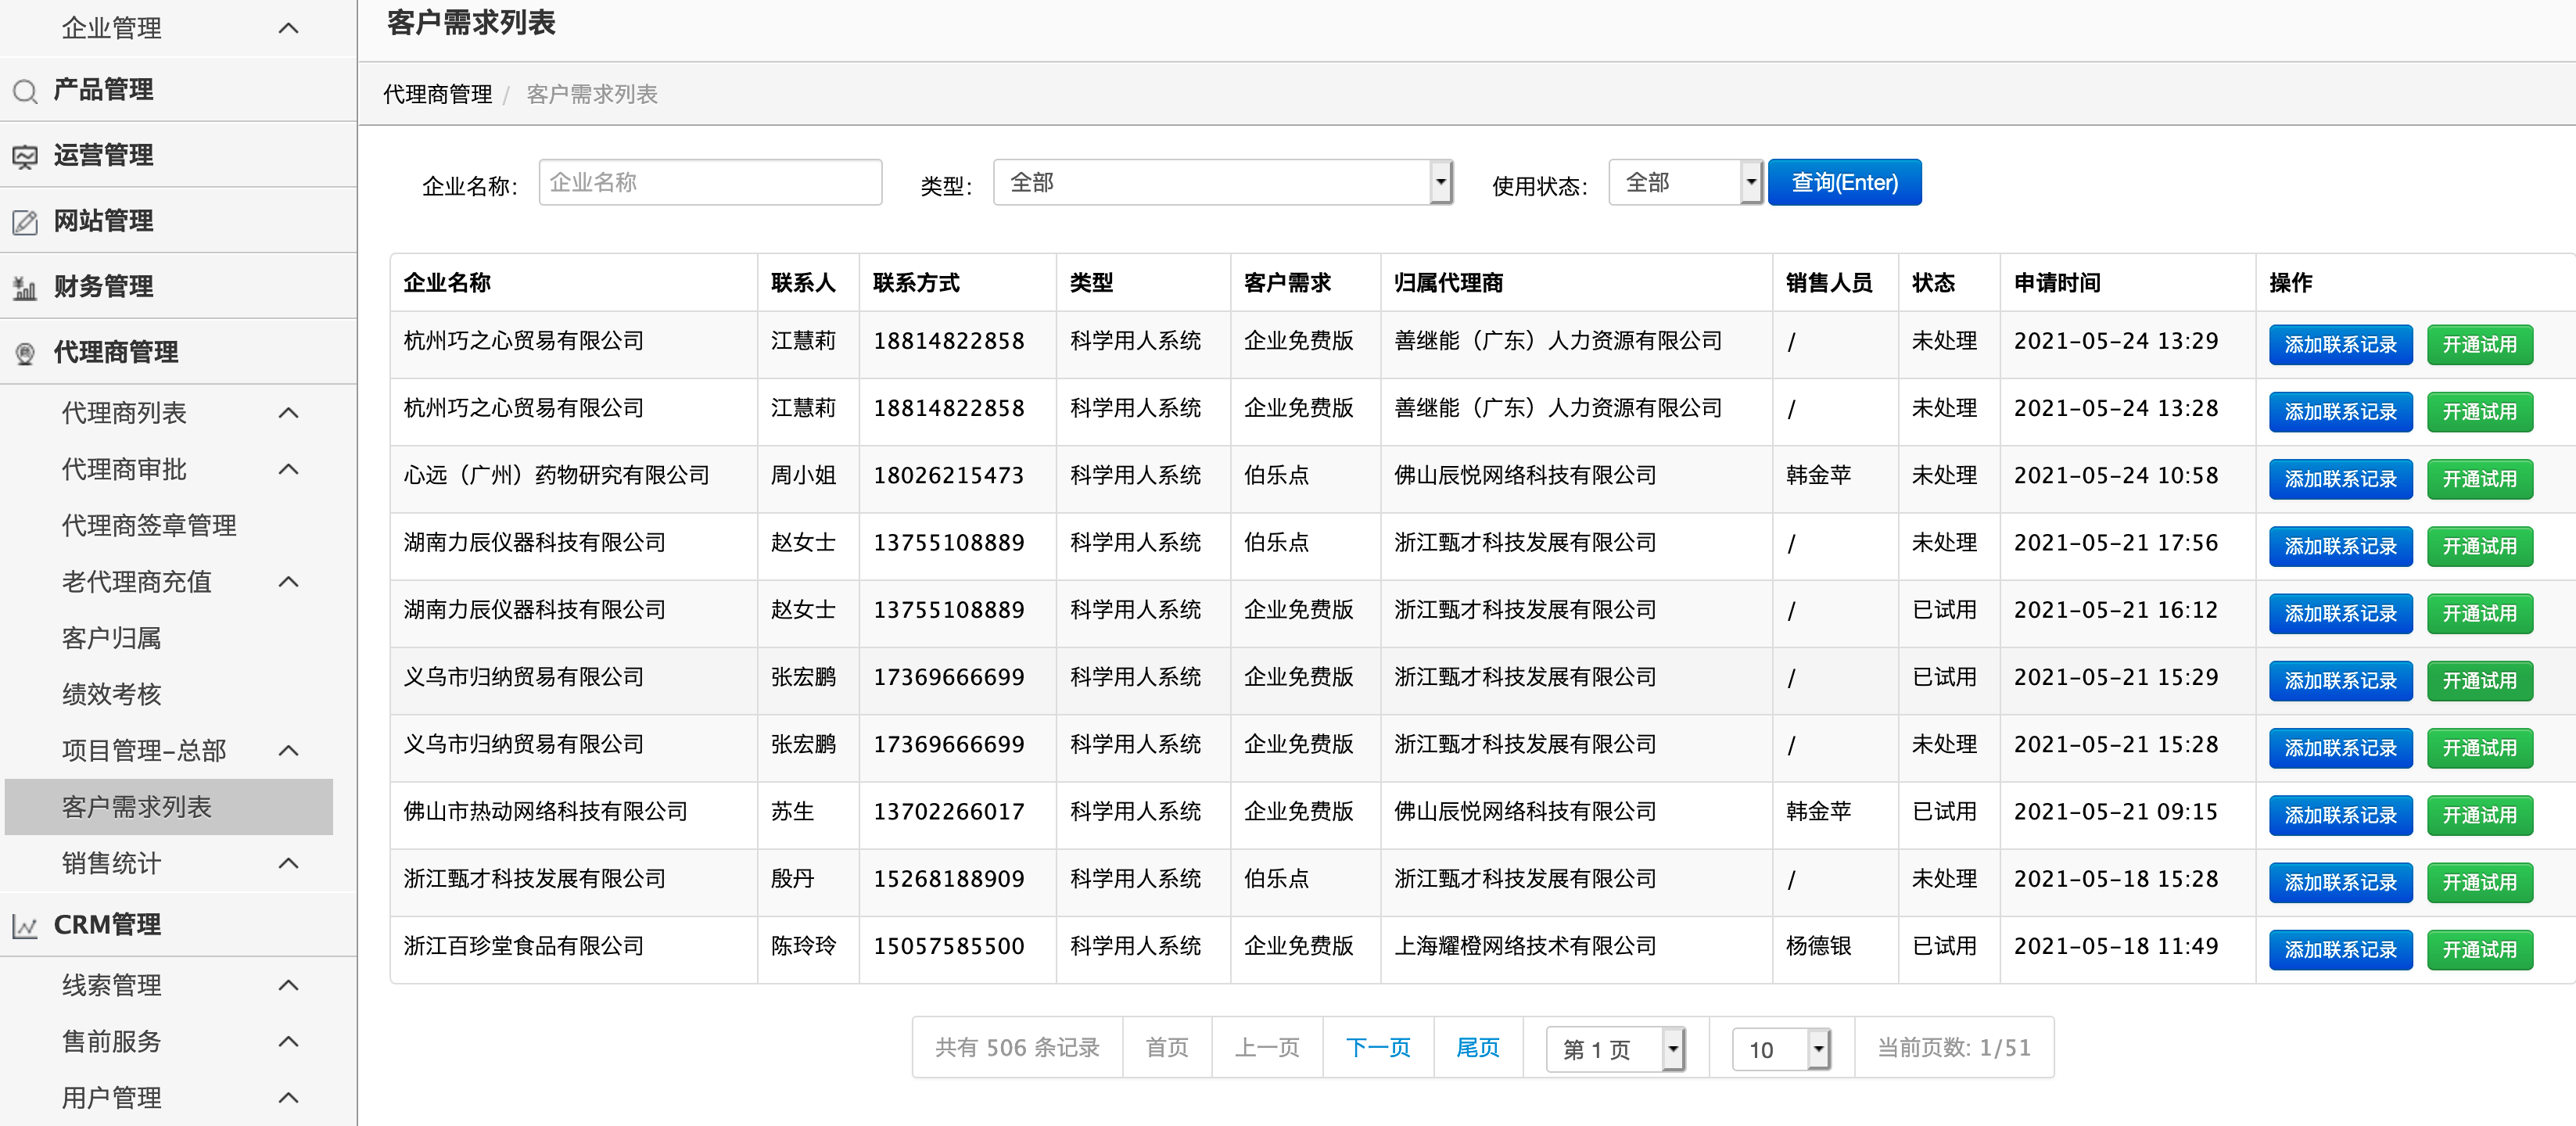 企业管理
产品管理
运营管理
网站管理
财务管理
代理商管理
代理商列表
代理商审批
代理商签章管理
老代理商充值
客户归属
绩效考核
项目管理-总部
客户需求列表
销售统计
CRM管理
线索管理
售前服务
用户管理
客户需求列表
代理商管理 / 客户需求列表
企业名称： 企业名称 类型： 全部 使用状态： 全部 查询(Enter)
企业名称 联系人 联系方式 类型 客户需求 归属代理商 销售人员 状态 申请时间 操作
杭州巧之心贸易有限公司 江慧莉 18814822858 科学用人系统 企业免费版 善继能（广东）人力资源有限公司 / 未处理 2021-05-24 13:29 添加联系记录 开通试用
杭州巧之心贸易有限公司 江慧莉 18814822858 科学用人系统 企业免费版 善继能（广东）人力资源有限公司 / 未处理 2021-05-24 13:28 添加联系记录 开通试用
心远（广州）药物研究有限公司 周小姐 18026215473 科学用人系统 伯乐点 佛山辰悦网络科技有限公司 韩金苹 未处理 2021-05-24 10:58 添加联系记录 开通试用
湖南力辰仪器科技有限公司 赵女士 13755108889 科学用人系统 伯乐点 浙江甄才科技发展有限公司 / 未处理 2021-05-21 17:56 添加联系记录 开通试用
湖南力辰仪器科技有限公司 赵女士 13755108889 科学用人系统 企业免费版 浙江甄才科技发展有限公司 / 已试用 2021-05-21 16:12 添加联系记录 开通试用
义乌市归纳贸易有限公司 张宏鹏 17369666699 科学用人系统 企业免费版 浙江甄才科技发展有限公司 / 已试用 2021-05-21 15:29 添加联系记录 开通试用
义乌市归纳贸易有限公司 张宏鹏 17369666699 科学用人系统 企业免费版 浙江甄才科技发展有限公司 / 未处理 2021-05-21 15:28 添加联系记录 开通试用
佛山市热动网络科技有限公司 苏生 13702266017 科学用人系统 企业免费版 佛山辰悦网络科技有限公司 韩金苹 已试用 2021-05-21 09:15 添加联系记录 开通试用
浙江甄才科技发展有限公司 殷丹 15268188909 科学用人系统 伯乐点 浙江甄才科技发展有限公司 / 未处理 2021-05-18 15:28 添加联系记录 开通试用
浙江百珍堂食品有限公司 陈玲玲 15057585500 科学用人系统 企业免费版 上海耀橙网络技术有限公司 杨德银 已试用 2021-05-18 11:49 添加联系记录 开通试用
共有 506 条记录 首页 上一页 下一页 尾页 第 1 页 10 当前页数: 1/51